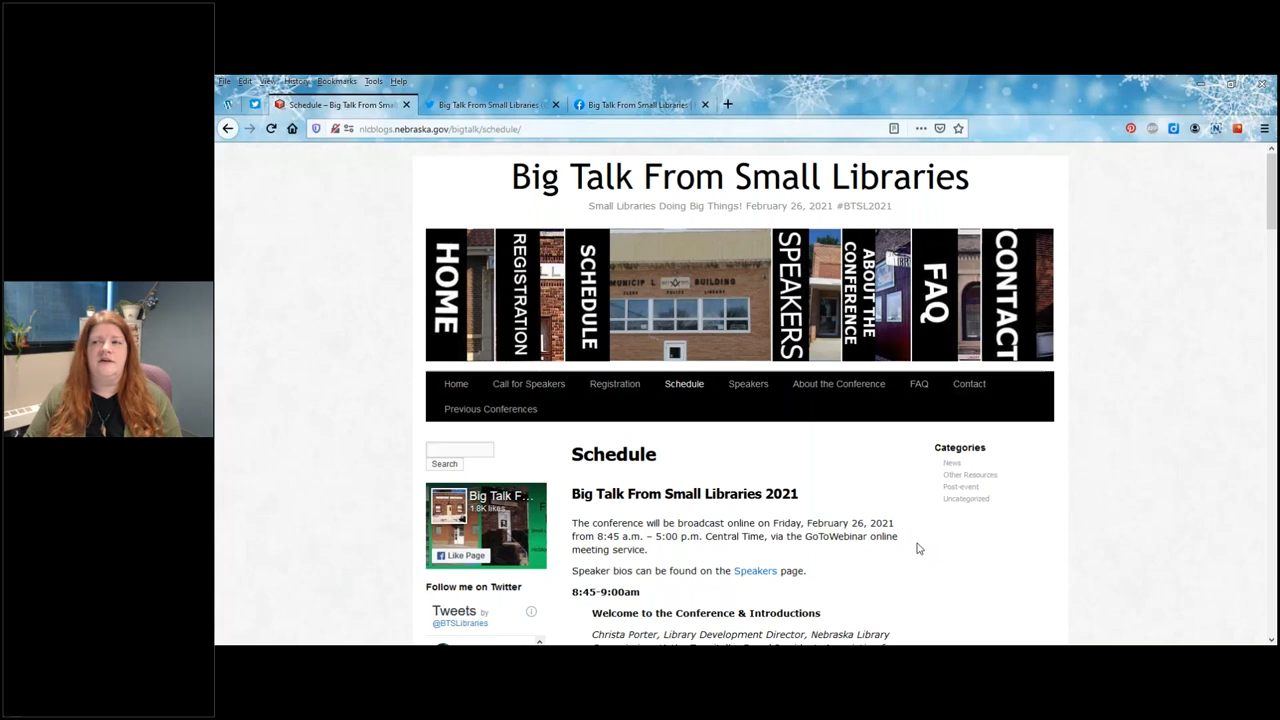 File Edit View History Bookmarks Tools Help
Schedule – Big Talk From Sma
Big Talk From Small Libraries (
Big Talk From Small Libraries |
nlcblogs.nebraska.gov/bigtalk/schedule/
Big Talk From Small Libraries
Small Libraries Doing Big Things! February 26, 2021 #BTSL2021
HOME
REGISTRATION
SCHEDULE
MUNICIP L BUILDING
SPEAKERS
ABOUT THE CONFERENCE
FAQ
CONTACT
Home Call for Speakers Registration Schedule Speakers About the Conference FAQ Contact
Previous Conferences
Search
Big Talk F...
1.8K likes
Like Page
Follow me on Twitter
Tweets by
@BTSLibraries
Schedule
Big Talk From Small Libraries 2021
The conference will be broadcast online on Friday, February 26, 2021
from 8:45 a.m. – 5:00 p.m. Central Time, via the GoToWebinar online
meeting service.
Speaker bios can be found on the Speakers page.
8:45-9:00am
Welcome to the Conference & Introductions
Christa Porter, Library Development Director, Nebraska Library
Categories
News
Other Resources
Post-event
Uncategorized